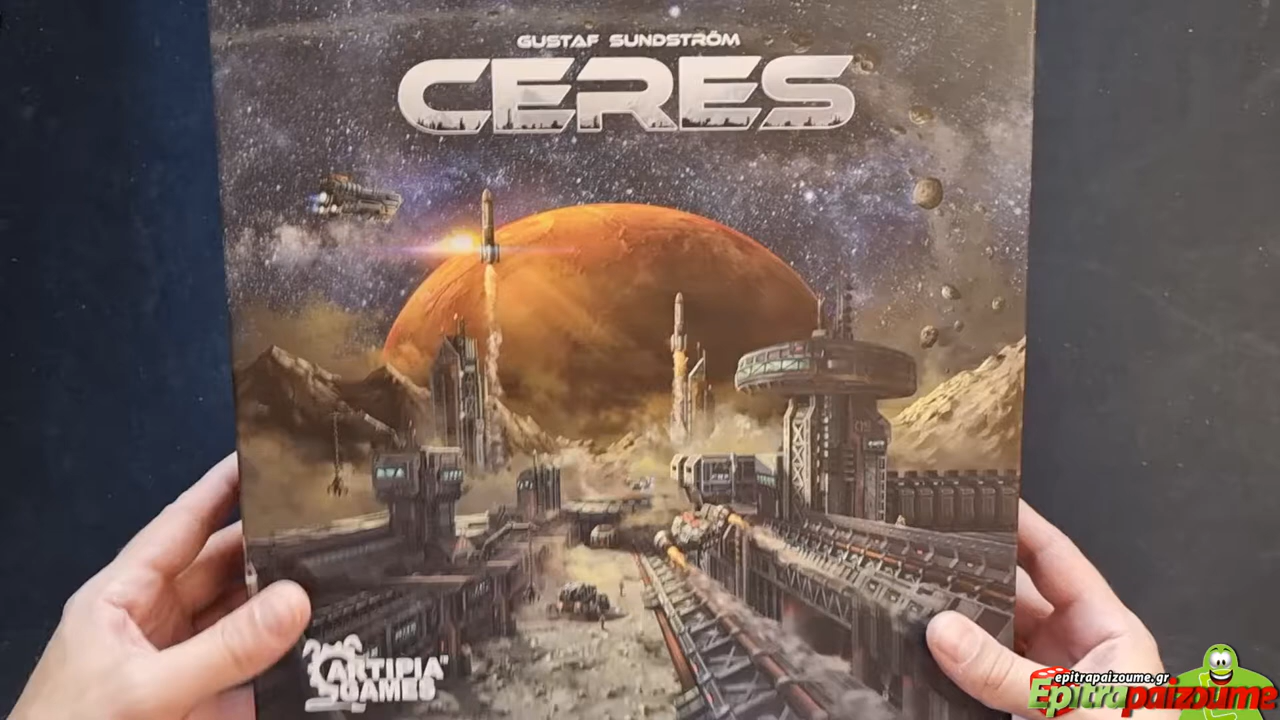 GUSTAF SUNDSTRÖM
CERES
ARTIPIA
GAMES
epitrapaizoume.gr
Epitrapaizoume